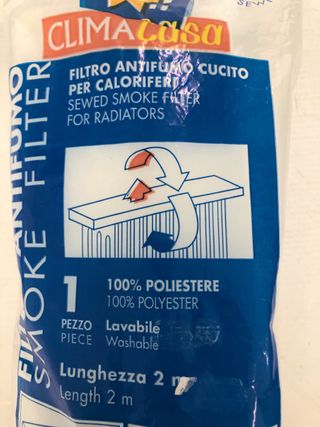 CLIMAcasa
FILTRO ANTIFUMO CUCITO
PER CALORIFERI
SEWED SMOKE FILTER
FOR RADIATORS
ANTIFUMO
SMOKE FILTER
1
PEZZO
PIECE
100% POLIESTERE
100% POLYESTER
Lavabile
Washable
Lunghezza 2 m
Length 2 m